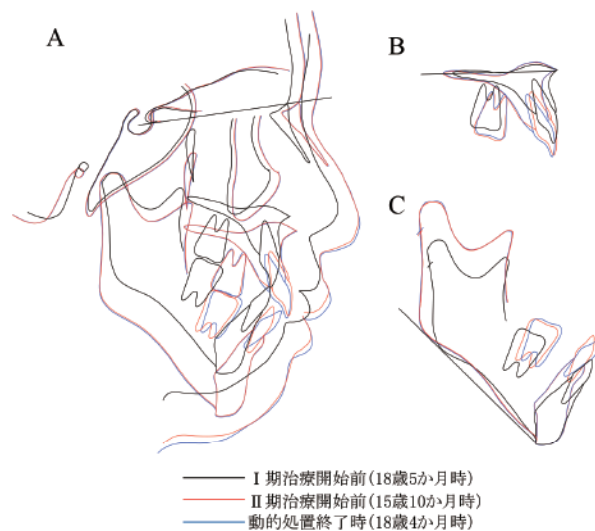 A
B
C
Ⅰ期治療開始前(18歳5か月時)
Ⅱ期治療開始前(15歳10か月時)
動的処置終了時(18歳4か月時)